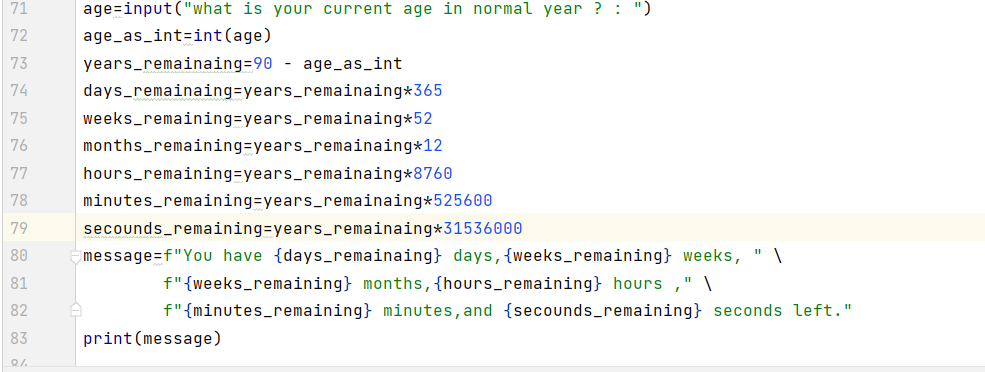 71 age=input("what is your current age in normal year ? : ")
72 age_as_int=int(age)
73 years_remainaing=90 - age_as_int
74 days_remainaing=years_remainaing*365
75 weeks_remaining=years_remainaing*52
76 months_remaining=years_remainaing*12
77 hours_remaining=years_remainaing*8760
78 minutes_remaining=years_remainaing*525600
79 secounds_remaining=years_remainaing*31536000
80 message=f"You have {days_remainaing} days,{weeks_remaining} weeks, " \
81 f"{weeks_remaining} months,{hours_remaining} hours ," \
82 f"{minutes_remaining} minutes,and {secounds_remaining} seconds left."
83 print(message)
84